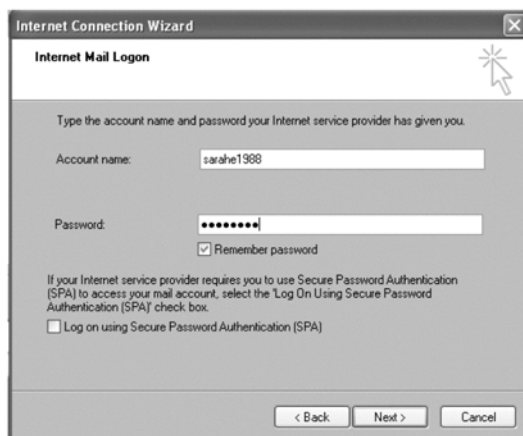 Internet Connection Wizard
Internet Mail Logon
Type the account name and password your Internet service provider has given you.
Account name: sarahe1988
Password: ••••••••
Remember password
If your Internet service provider requires you to use Secure Password Authentication
(SPA) to access your mail account, select the 'Log On Using Secure Password
Authentication (SPA)' check box.
Log on using Secure Password Authentication (SPA)
< Back Next > Cancel